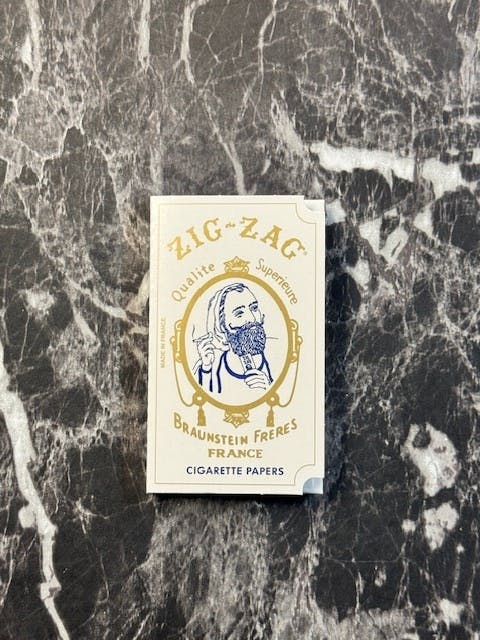 ZIG~ZAG®
Qualite Superieure
MADE IN FRANCE
BRAUNSTEIN FRERES
FRANCE
CIGARETTE PAPERS